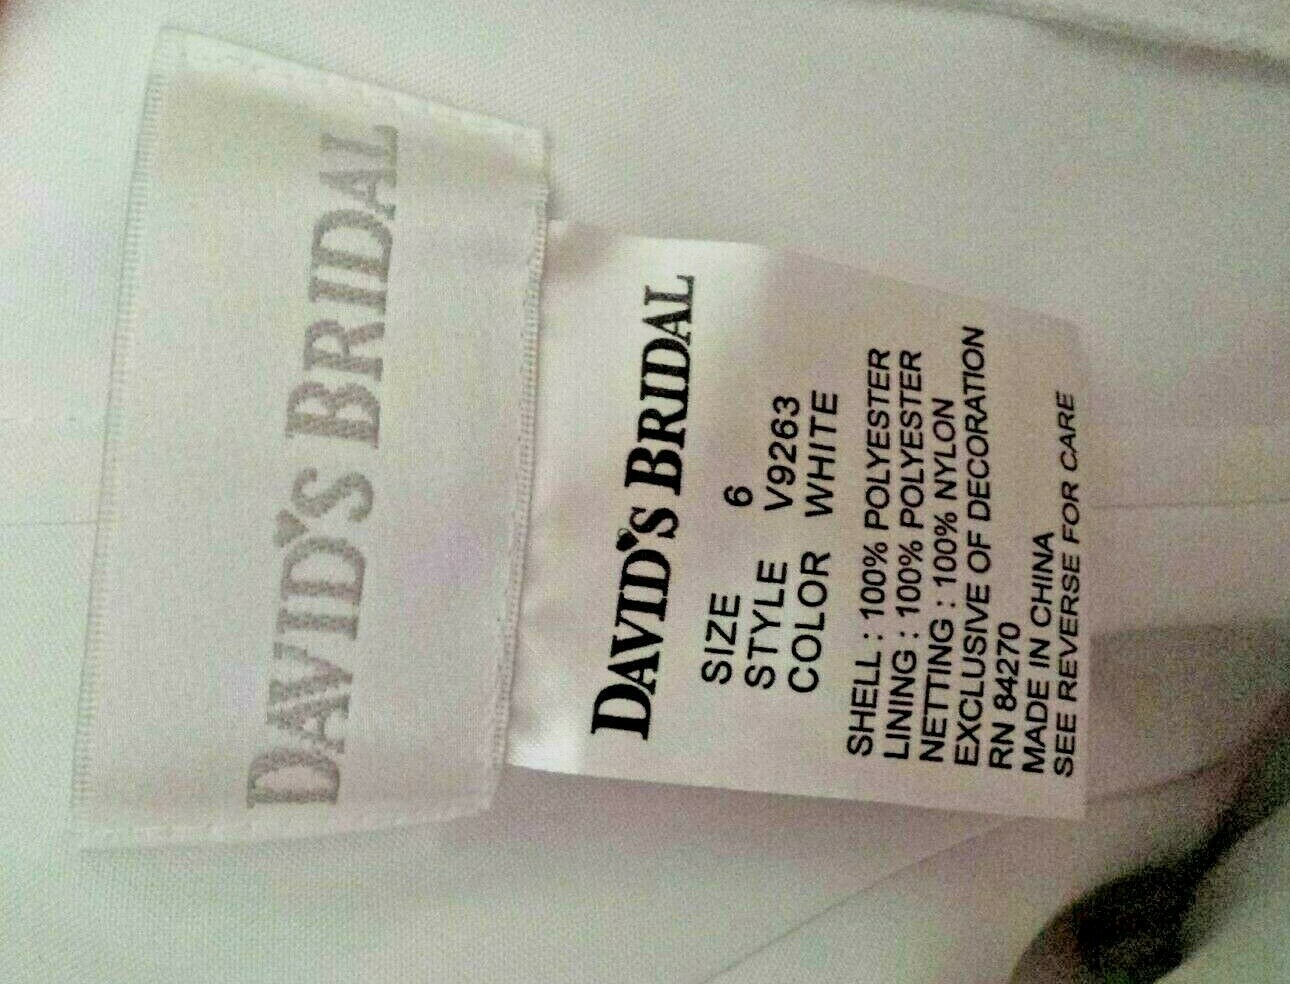 DAVID'S BRIDAL
DAVID'S BRIDAL
SIZE 6
STYLE V9263
COLOR WHITE
SHELL : 100% POLYESTER
LINING : 100% POLYESTER
NETTING : 100% NYLON
EXCLUSIVE OF DECORATION
RN 84270
MADE IN CHINA
SEE REVERSE FOR CARE